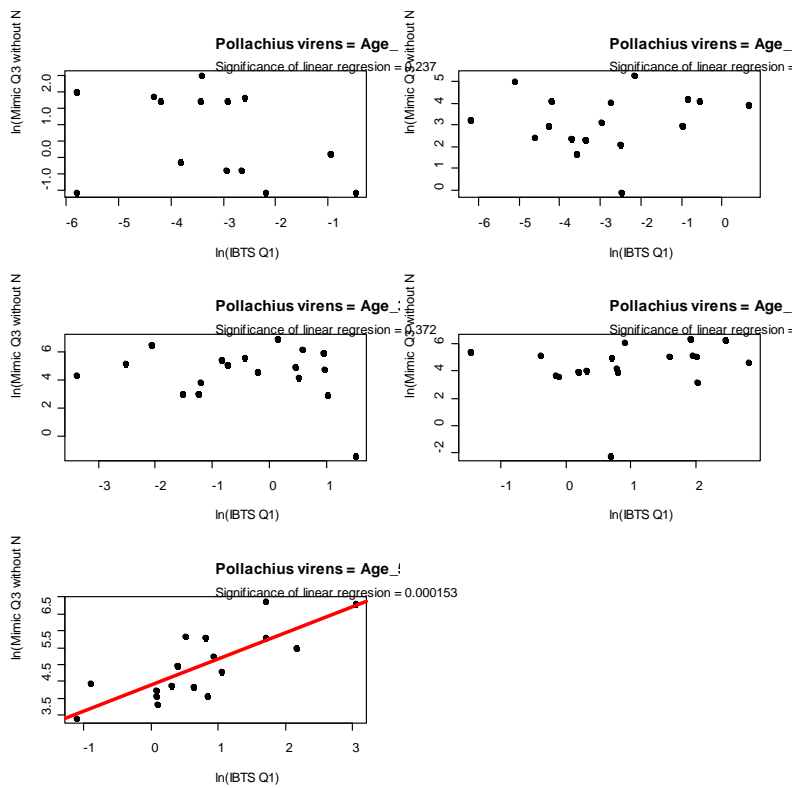 Pollachius virens = Age_
Significance of linear regresion = 0.237
ln(Mimic Q3 without N
2.0
1.0
0.0
-1.0
-6 -5 -4 -3 -2 -1
ln(IBTS Q1)
Pollachius virens = Age_
Significance of linear regresion =
ln(Mimic Q3 without N
5
4
3
2
1
0
-6 -5 -4 -3 -2 -1 0
ln(IBTS Q1)
Pollachius virens = Age_
Significance of linear regresion = 0.372
ln(Mimic Q3 without N
6
4
2
0
-3 -2 -1 0 1
ln(IBTS Q1)
Pollachius virens = Age_
Significance of linear regresion =
ln(Mimic Q3 without N
6
4
2
0
-2
-1 0 1 2
ln(IBTS Q1)
Pollachius virens = Age_5
Significance of linear regresion = 0.000153
ln(Mimic Q3 without N
6.5
5.5
4.5
3.5
-1 0 1 2 3
ln(IBTS Q1)